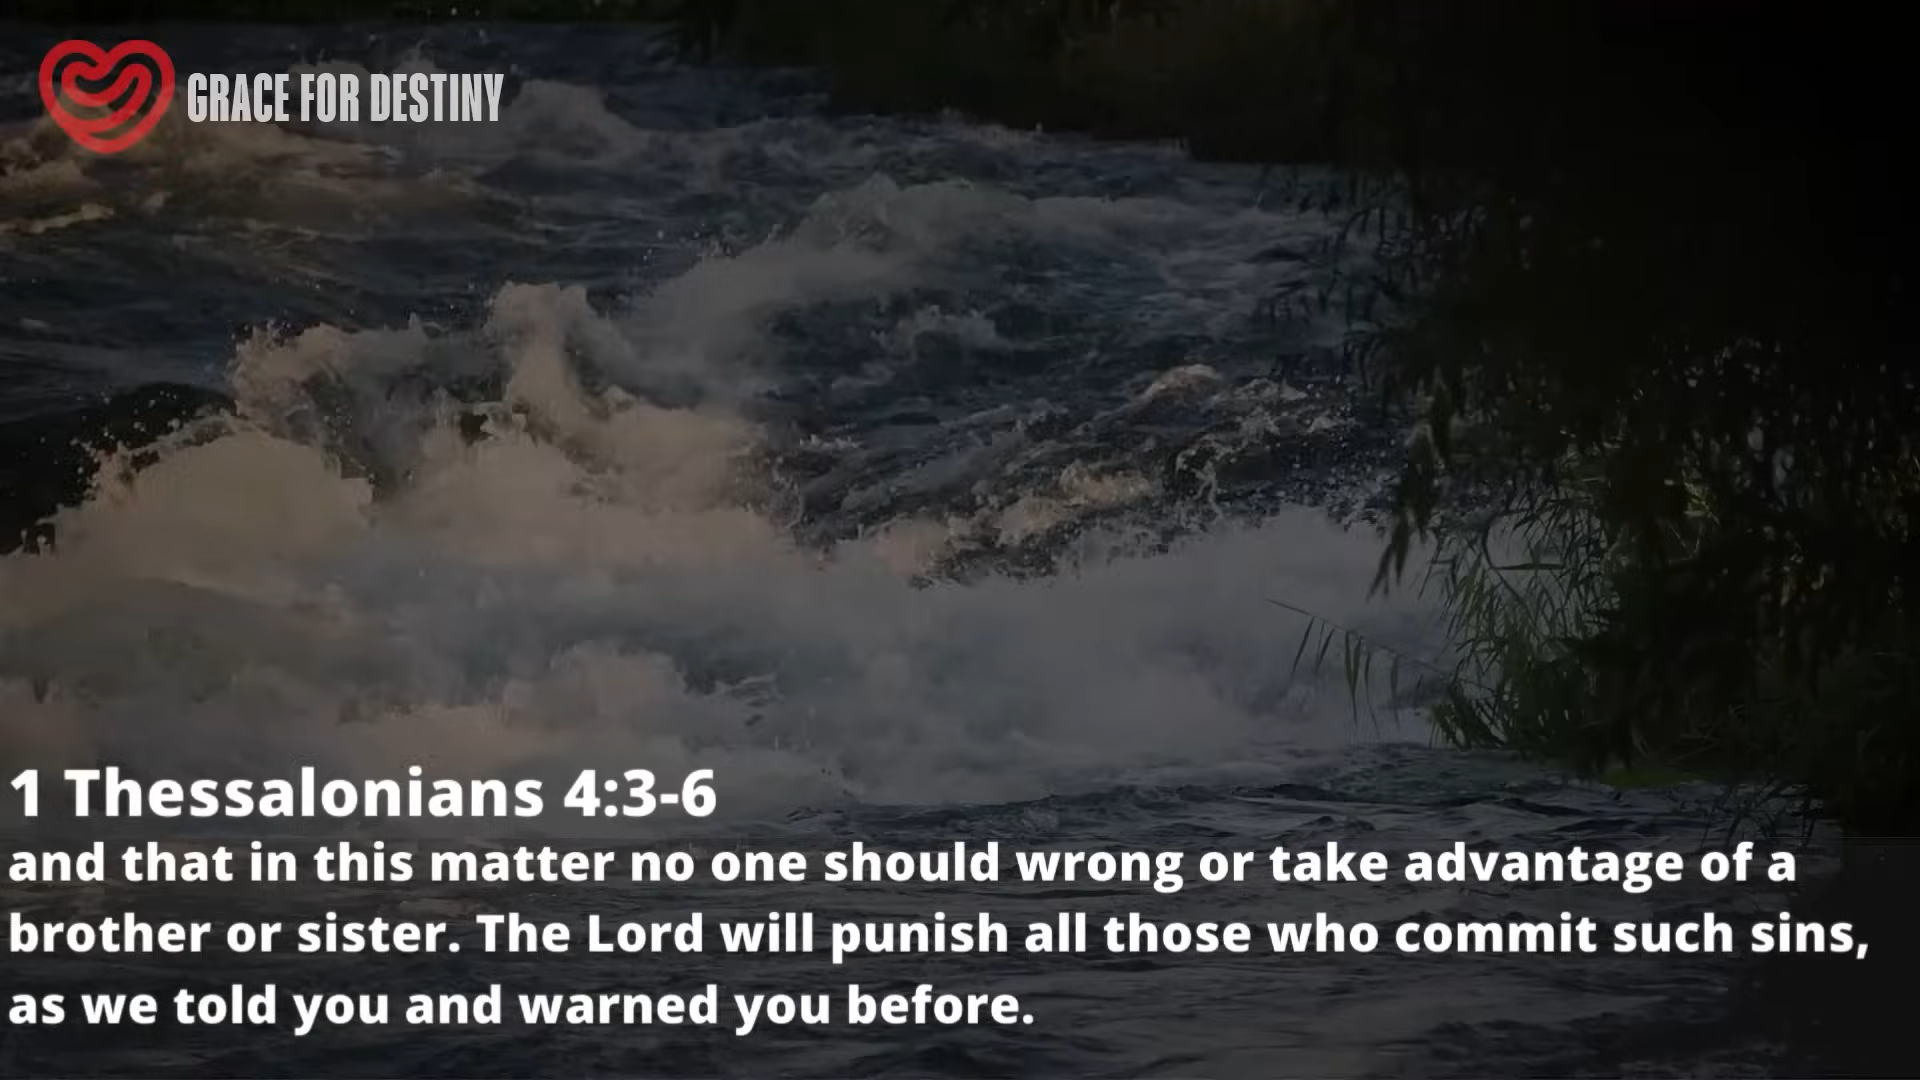 GRACE FOR DESTINY
1 Thessalonians 4:3-6
and that in this matter no one should wrong or take advantage of a
brother or sister. The Lord will punish all those who commit such sins,
as we told you and warned you before.